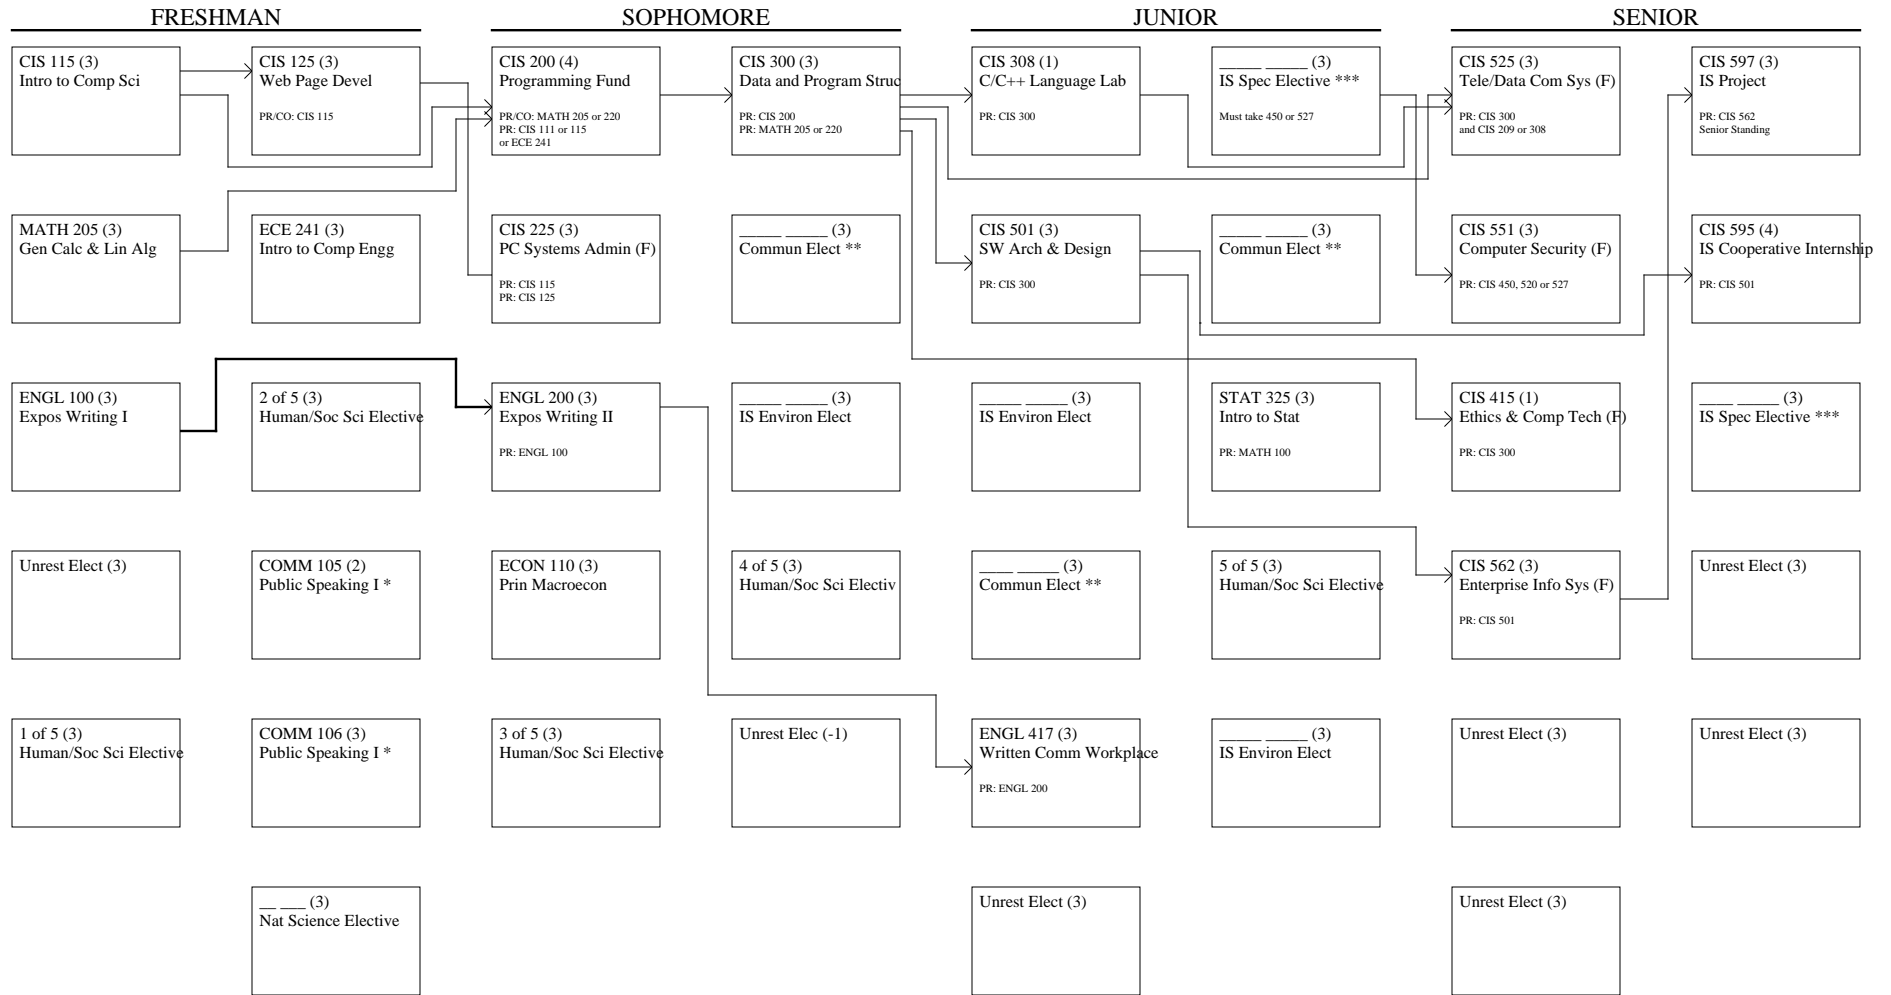 FRESHMAN
SOPHOMORE
JUNIOR
SENIOR
CIS 115 (3)
Intro to Comp Sci
CIS 125 (3)
Web Page Devel
PR/CO: CIS 115
CIS 200 (4)
Programming Fund
PR/CO: MATH 205 or 220
PR: CIS 111 or 115
or ECE 241
CIS 300 (3)
Data and Program Struc
PR: CIS 200
PR: MATH 205 or 220
CIS 308 (1)
C/C++ Language Lab
PR: CIS 300
_____ _____ (3)
IS Spec Elective ***
Must take 450 or 527
CIS 525 (3)
Tele/Data Com Sys (F)
PR: CIS 300
and CIS 209 or 308
CIS 597 (3)
IS Project
PR: CIS 562
Senior Standing
MATH 205 (3)
Gen Calc & Lin Alg
ECE 241 (3)
Intro to Comp Engg
CIS 225 (3)
PC Systems Admin (F)
PR: CIS 115
PR: CIS 125
_____ _____ (3)
Commun Elect **
CIS 501 (3)
SW Arch & Design
PR: CIS 300
_____ _____ (3)
Commun Elect **
CIS 551 (3)
Computer Security (F)
PR: CIS 450, 520 or 527
CIS 595 (4)
IS Cooperative Internship
PR: CIS 501
ENGL 100 (3)
Expos Writing I
2 of 5 (3)
Human/Soc Sci Elective
ENGL 200 (3)
Expos Writing II
PR: ENGL 100
_____ _____ (3)
IS Environ Elect
_____ _____ (3)
IS Environ Elect
STAT 325 (3)
Intro to Stat
PR: MATH 100
CIS 415 (1)
Ethics & Comp Tech (F)
PR: CIS 300
____ _____ (3)
IS Spec Elective ***
Unrest Elect (3)
COMM 105 (2)
Public Speaking I *
ECON 110 (3)
Prin Macroecon
4 of 5 (3)
Human/Soc Sci Electiv
____ _____ (3)
Commun Elect **
5 of 5 (3)
Human/Soc Sci Elective
CIS 562 (3)
Enterprise Info Sys (F)
PR: CIS 501
Unrest Elect (3)
1 of 5 (3)
Human/Soc Sci Elective
COMM 106 (3)
Public Speaking I *
3 of 5 (3)
Human/Soc Sci Elective
Unrest Elec (-1)
ENGL 417 (3)
Written Comm Workplace
PR: ENGL 200
_____ _____ (3)
IS Environ Elect
Unrest Elect (3)
Unrest Elect (3)
__ ___ (3)
Nat Science Elective
Unrest Elect (3)
Unrest Elect (3)